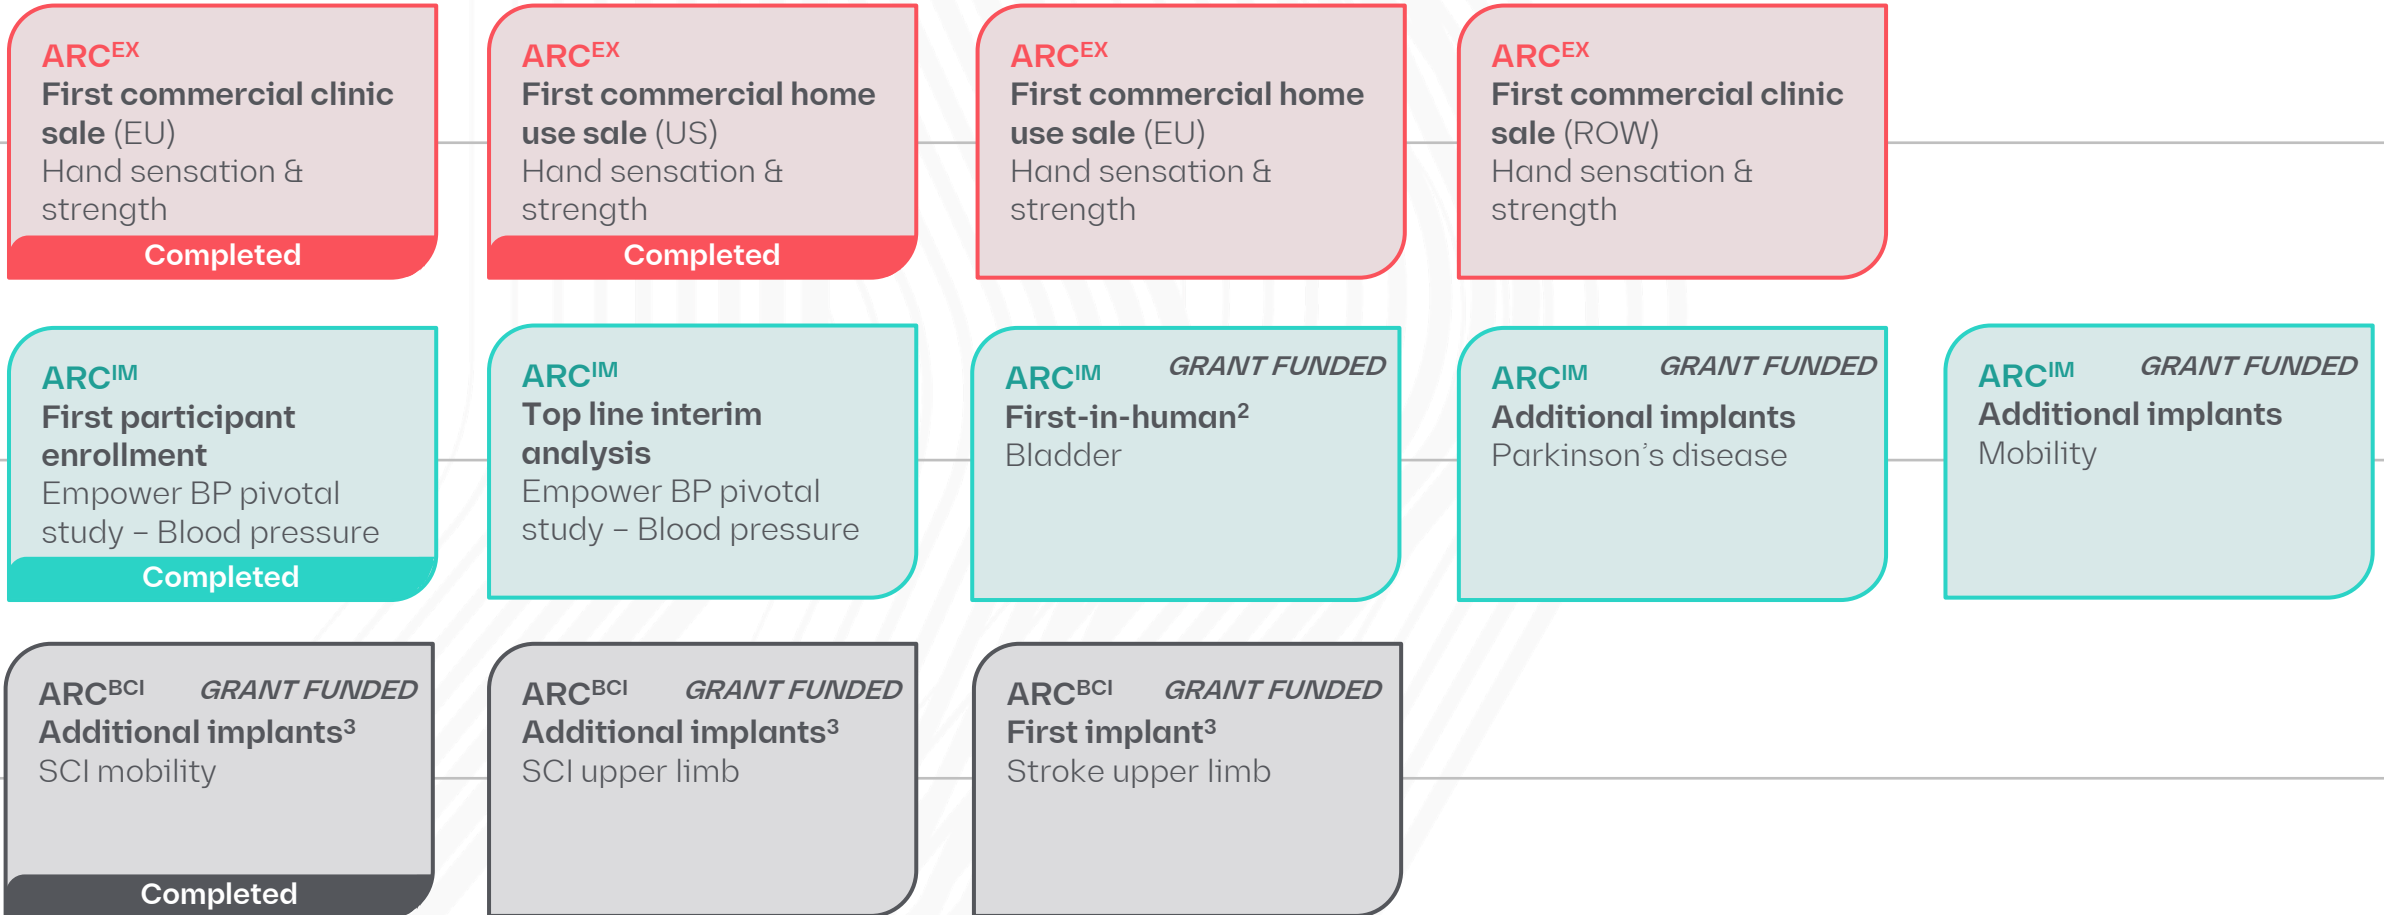 ARCEX
First commercial clinic
sale (EU)
Hand sensation &
strength
Completed
ARCEX
First commercial home
use sale (US)
Hand sensation &
strength
Completed
ARCEX
First commercial home
use sale (EU)
Hand sensation &
strength
ARCEX
First commercial clinic
sale (ROW)
Hand sensation &
strength
ARCIM
First participant
enrollment
Empower BP pivotal
study – Blood pressure
Completed
ARCIM
Top line interim
analysis
Empower BP pivotal
study – Blood pressure
ARCIM GRANT FUNDED
First-in-human2
Bladder
ARCIM GRANT FUNDED
Additional implants
Parkinson's disease
ARCIM GRANT FUNDED
Additional implants
Mobility
ARCBCI GRANT FUNDED
Additional implants3
SCI mobility
Completed
ARCBCI GRANT FUNDED
Additional implants3
SCI upper limb
ARCBCI GRANT FUNDED
First implant3
Stroke upper limb